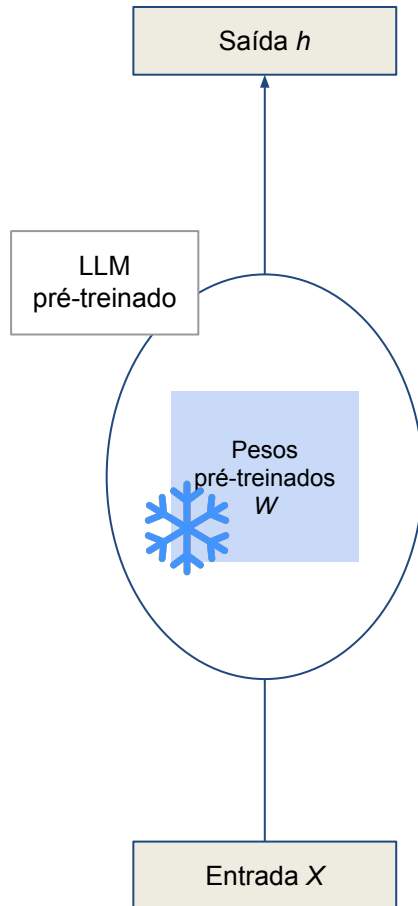 Saída h
LLM
pré-treinado
Pesos
pré-treinados
W
Entrada X